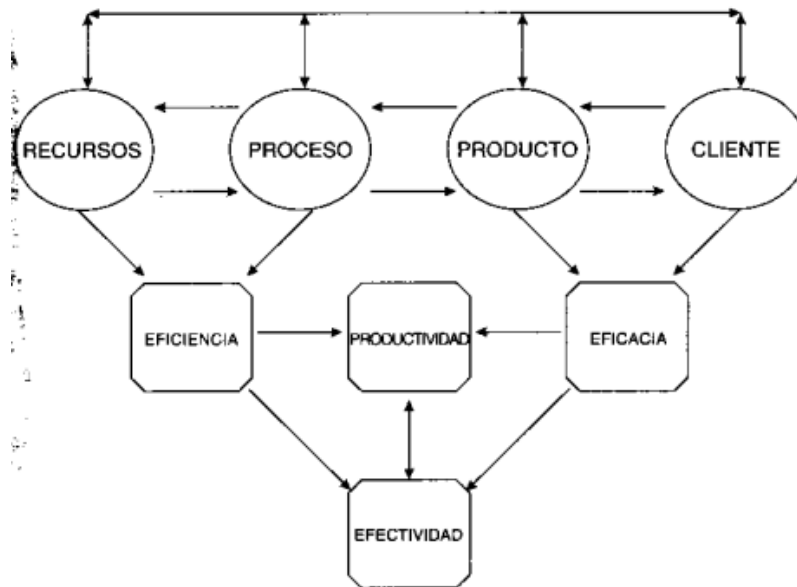 RECURSOS
PROCESO
PRODUCTO
CLIENTE
EFICIENCIA
PRODUCTIVIDAD
EFICACIA
EFECTIVIDAD